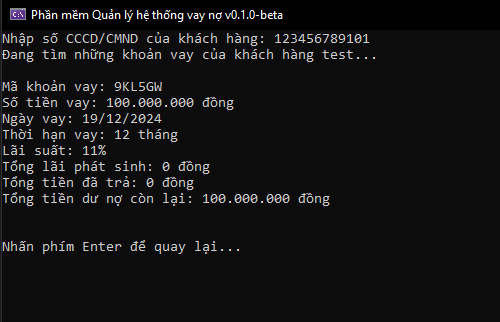 Phần mềm Quản lý hệ thống vay nợ v0.1.0-beta
Nhập số CCCD/CMND của khách hàng: 123456789101
Đang tìm những khoản vay của khách hàng test...
Mã khoản vay: 9KL5GW
Số tiền vay: 100.000.000 đồng
Ngày vay: 19/12/2024
Thời hạn vay: 12 tháng
Lãi suất: 11%
Tổng lãi phát sinh: 0 đồng
Tổng tiền đã trả: 0 đồng
Tổng tiền dư nợ còn lại: 100.000.000 đồng
Nhấn phím Enter để quay lại...